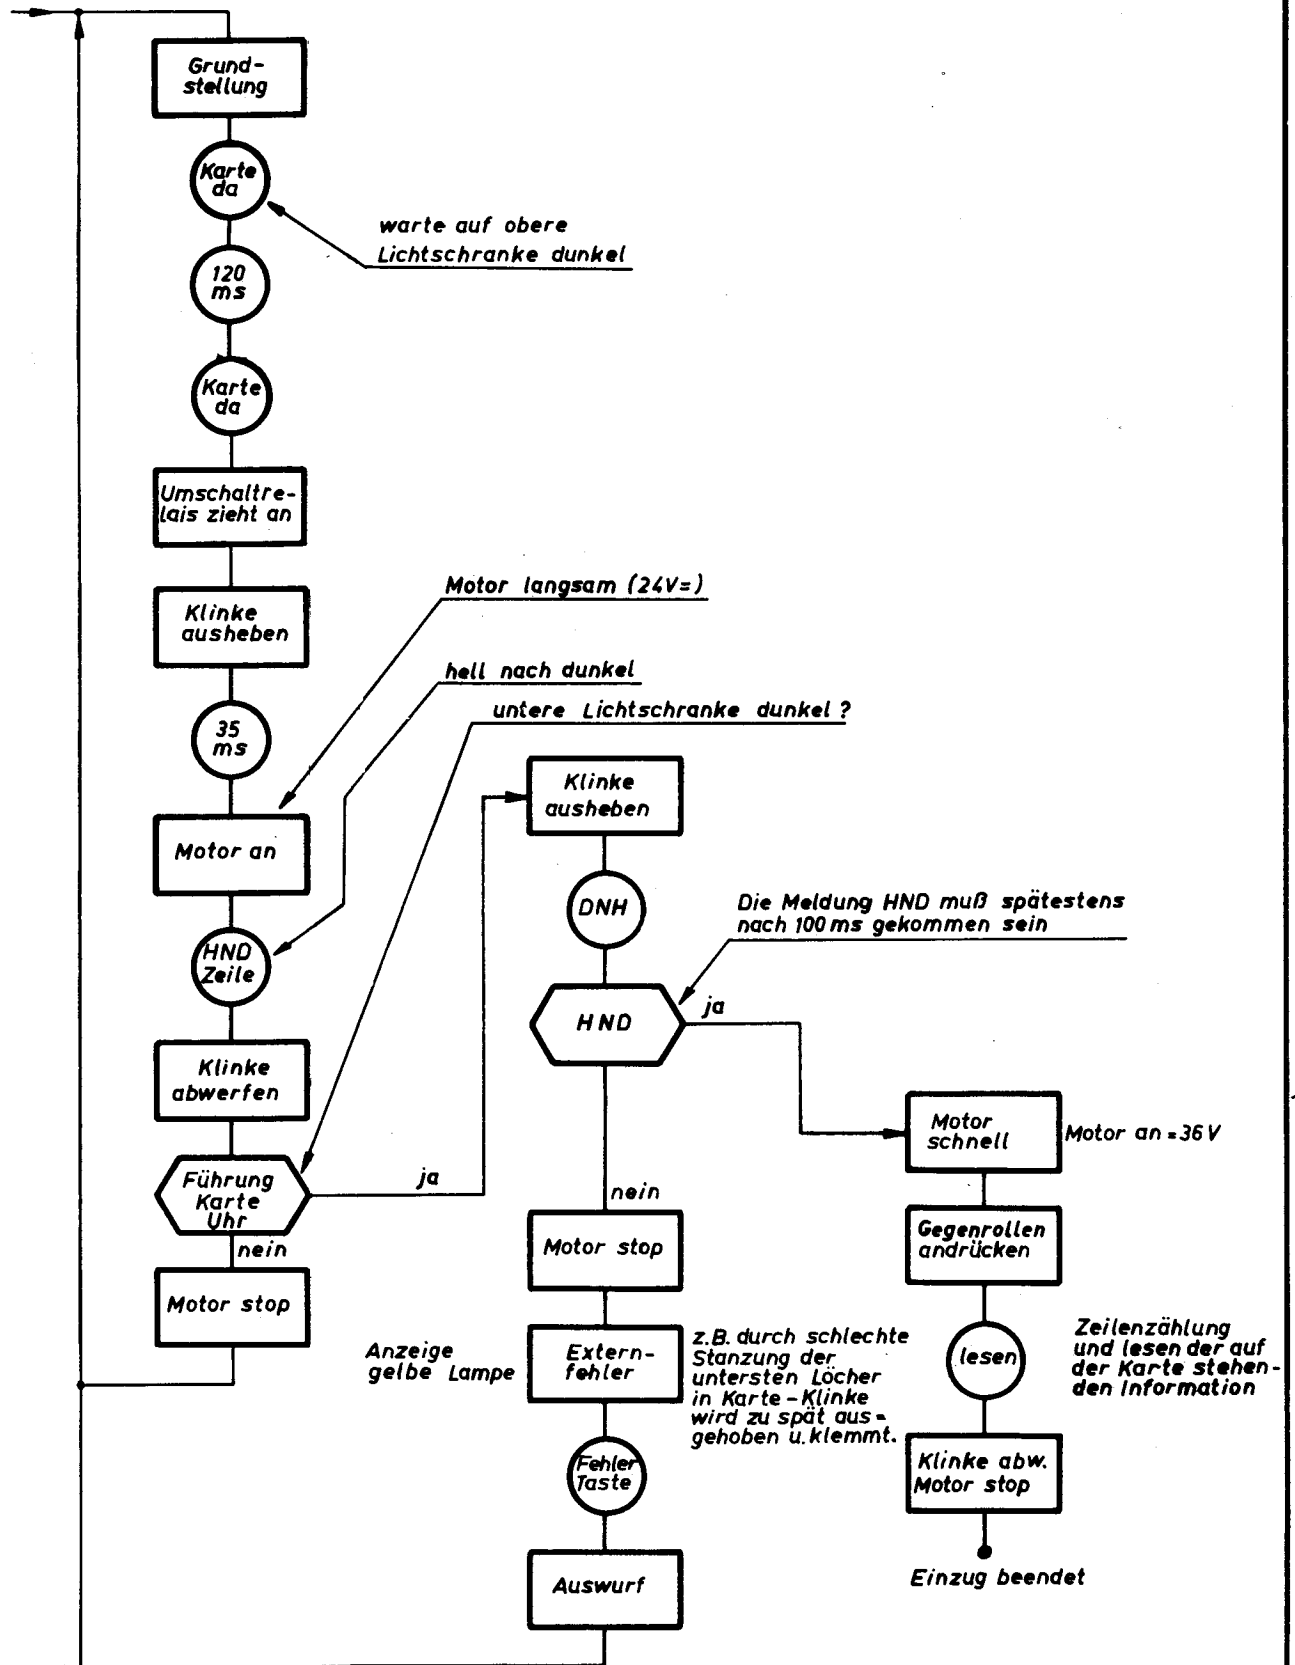 Grund-
stellung
Karte
da
warte auf obere
Lichtschranke dunkel
120
ms
Karte
da
Umschaltre-
lais zieht an
Klinke
ausheben
Motor langsam (24V=)
hell nach dunkel
untere Lichtschranke dunkel?
35
ms
Motor an
HND
Zeile
Klinke
abwerfen
Führung
Karte
Uhr
ja
nein
Motor stop
Klinke
ausheben
DNH
Die Meldung HND muß spätestens
nach 100 ms gekommen sein
HND
ja
nein
Motor stop
Anzeige
gelbe Lampe
Extern-
fehler
z.B. durch schlechte
Stanzung der
untersten Löcher
in Karte-Klinke
wird zu spät aus=
gehoben u. klemmt.
Fehler
Taste
Auswurf
Motor
schnell
Motor an = 36 V
Gegenrollen
andrücken
lesen
Zeilenzählung
und lesen der auf
der Karte stehen-
den Information
Klinke abw.
Motor stop
Einzug beendet